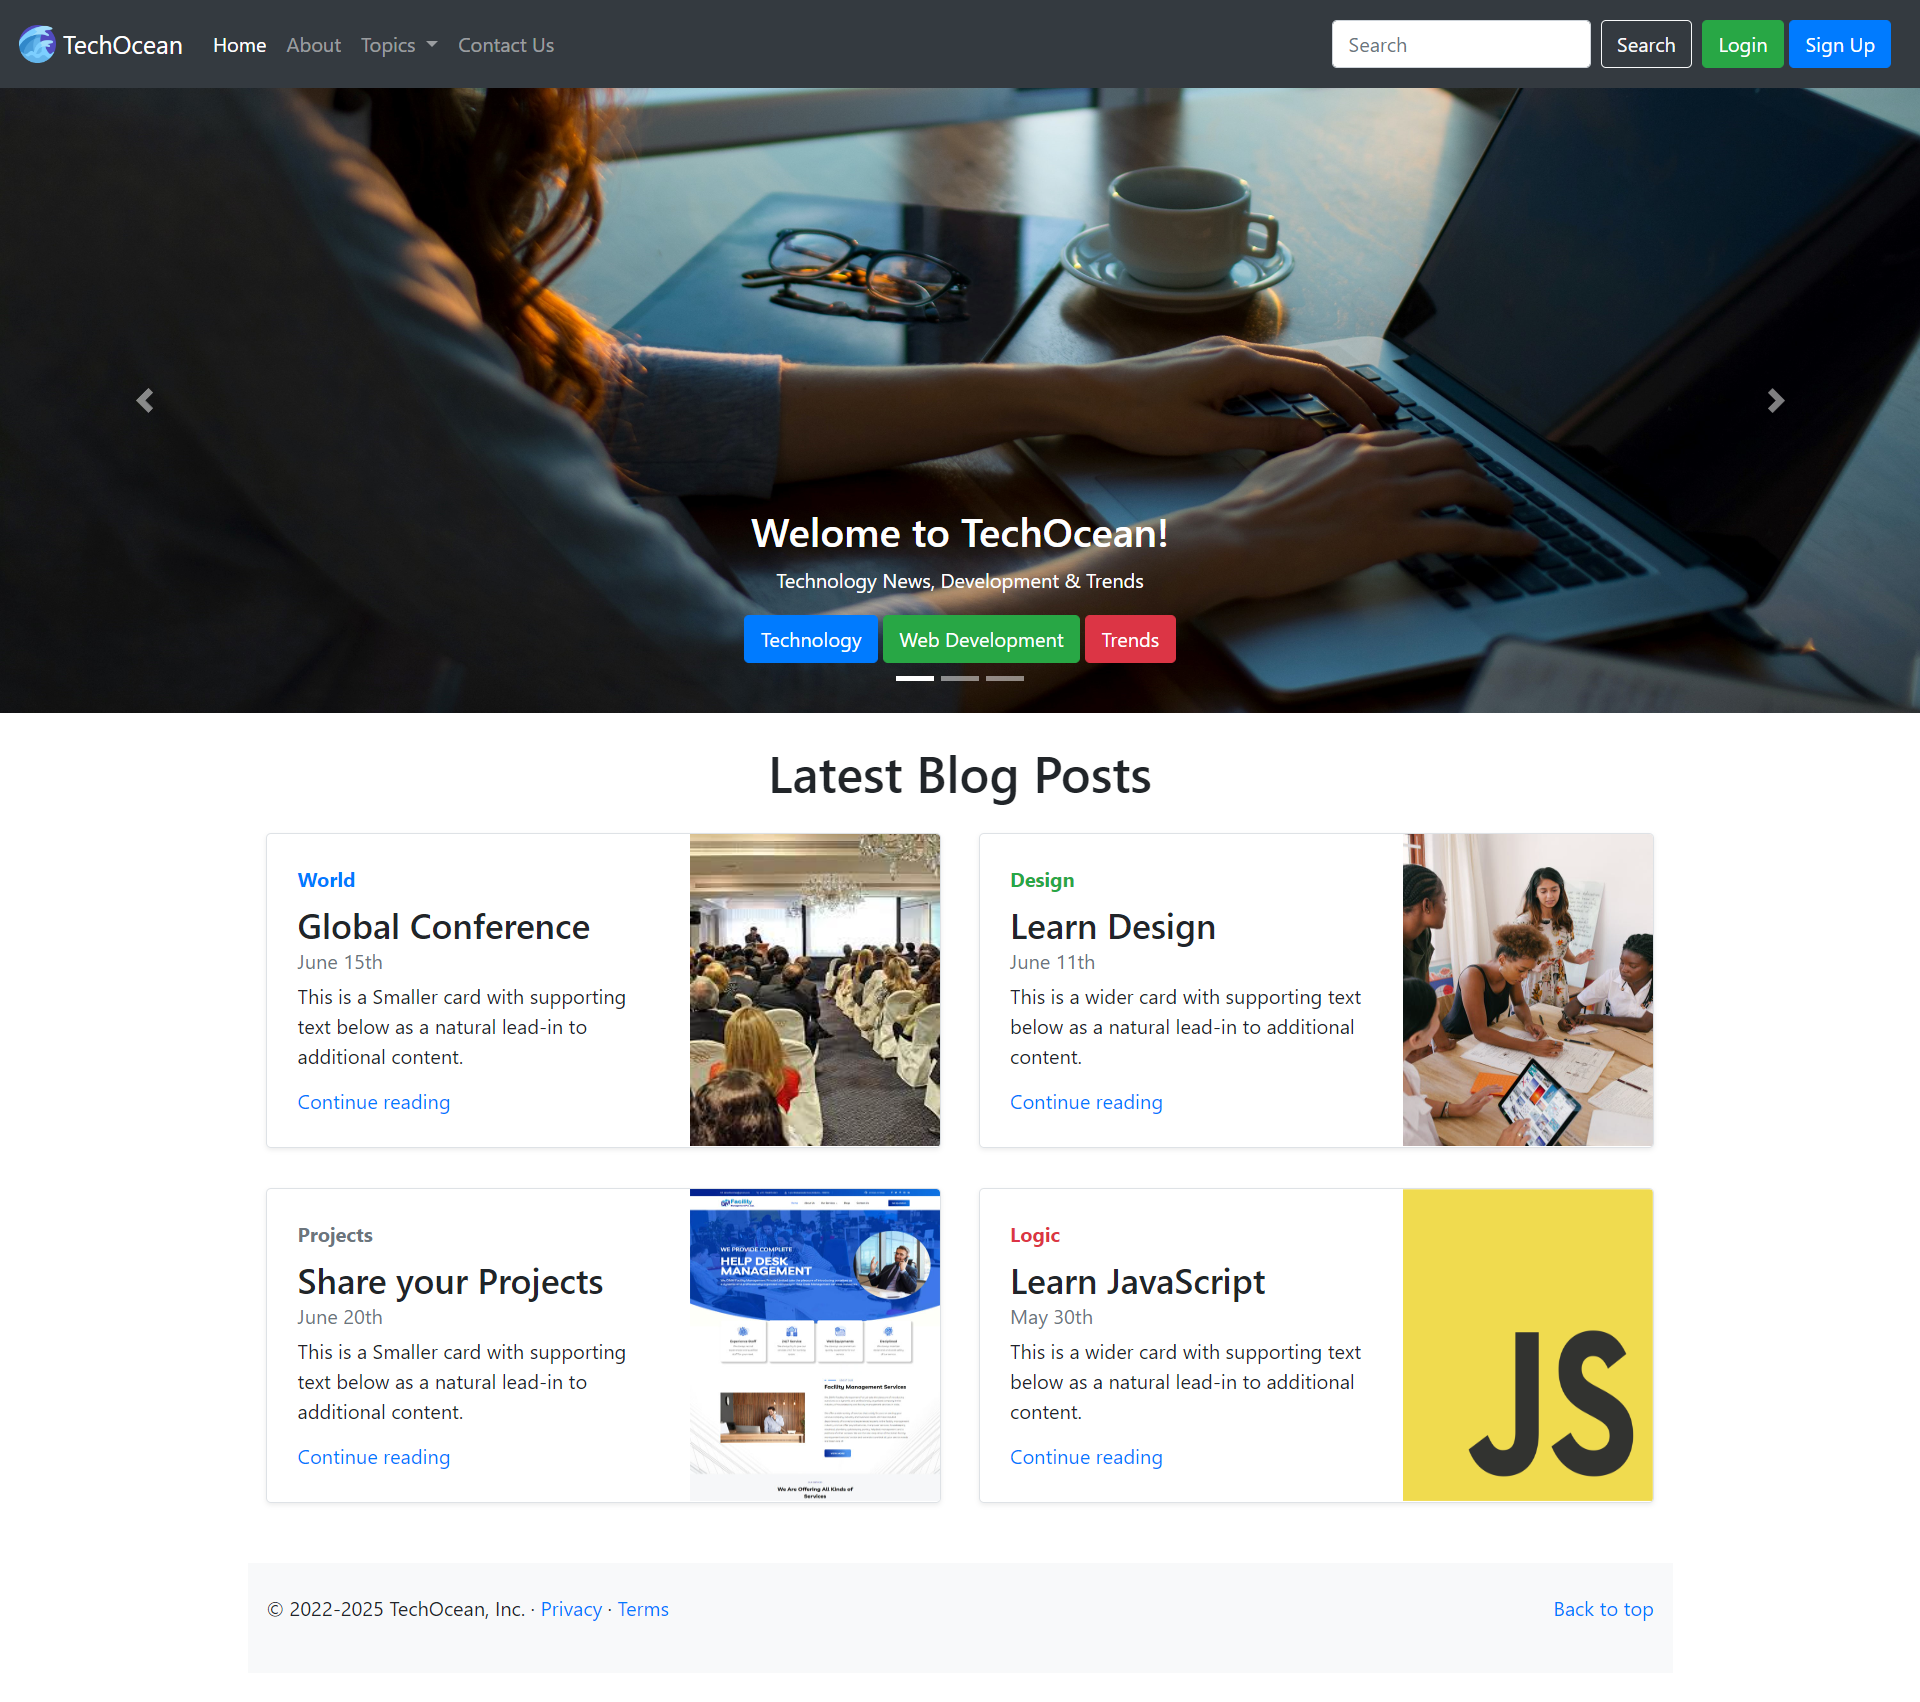 TechOcean Home About Topics Contact Us Search Search Login Sign Up
Welome to TechOcean!
Technology News, Development & Trends
Technology Web Development Trends
Latest Blog Posts
World
Global Conference
June 15th
This is a Smaller card with supporting
text below as a natural lead-in to
additional content.
Continue reading
Design
Learn Design
June 11th
This is a wider card with supporting text
below as a natural lead-in to additional
content.
Continue reading
Projects
Share your Projects
June 20th
This is a Smaller card with supporting
text below as a natural lead-in to
additional content.
Continue reading
Facility
WE PROVIDE COMPLETE
HELP DESK
MANAGEMENT
Facility Management Services
We Are Offering All Kinds of
Services
Logic
Learn JavaScript
May 30th
This is a wider card with supporting text
below as a natural lead-in to additional
content.
Continue reading
JS
© 2022-2025 TechOcean, Inc. · Privacy · Terms
Back to top